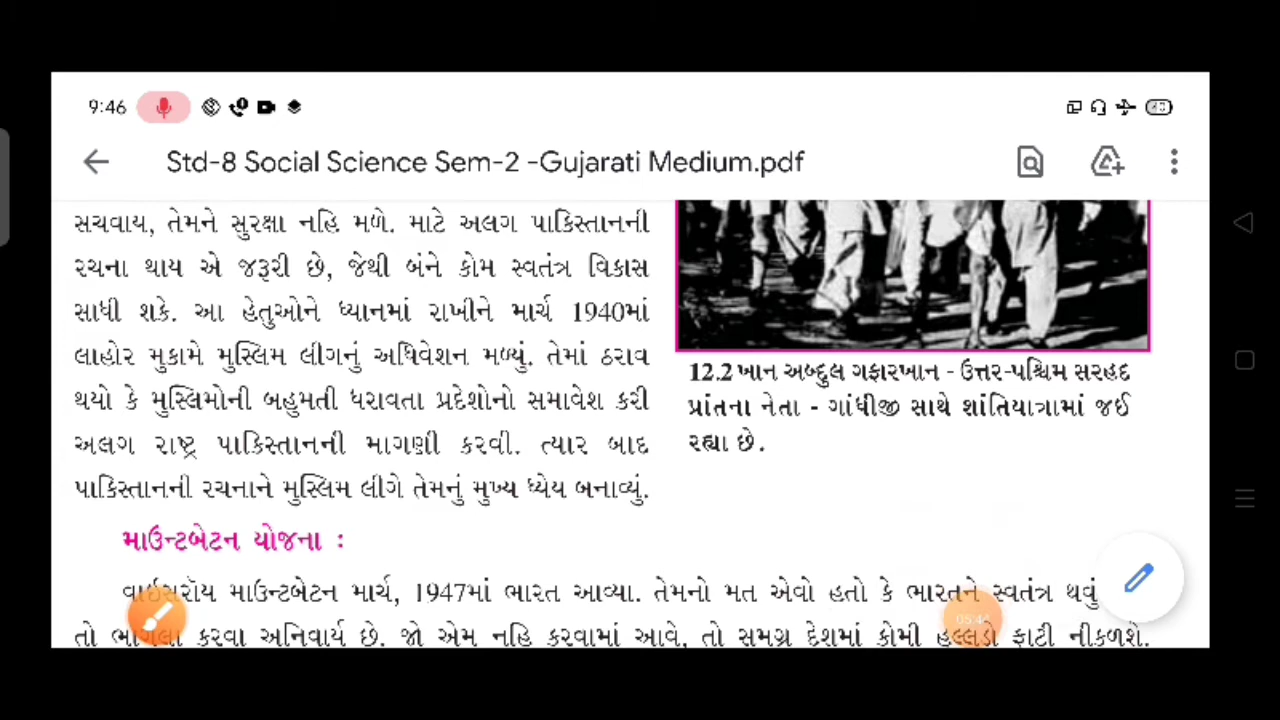 9:46
Std-8 Social Science Sem-2 -Gujarati Medium.pdf
સચવાય, તેમને સુરક્ષા નહિ મળે. માટે અલગ પાકિસ્તાનની
રચના થાય એ જરૂરી છે, જેથી બંને કોમ સ્વતંત્ર વિકાસ
સાધી શકે. આ હેતુઓને ધ્યાનમાં રાખીને માર્ચ 1940માં
લાહોર મુકામે મુસ્લિમ લીગનું અધિવેશન મળ્યું. તેમાં ઠરાવ
થયો કે મુસ્લિમોની બહુમતી ધરાવતા પ્રદેશોનો સમાવેશ કરી
અલગ રાષ્ટ્ર પાકિસ્તાનની માગણી કરવી. ત્યાર બાદ
પાકિસ્તાનની રચનાને મુસ્લિમ લીગે તેમનું મુખ્ય ધ્યેય બનાવ્યું.
12.2 ખાન અબ્દુલ ગફારખાન - ઉત્તર-પશ્ચિમ સરહદ
પ્રાંતના નેતા - ગાંધીજી સાથે શાંતિયાત્રામાં જઈ
રહ્યા છે.
માઉન્ટબેટન યોજના :
વાઈસરૉય માઉન્ટબેટન માર્ચ, 1947માં ભારત આવ્યા. તેમનો મત એવો હતો કે ભારતને સ્વતંત્ર થવું
તો ભાગલા કરવા અનિવાર્ય છે. જો એમ નહિ કરવામાં આવે, તો સમગ્ર દેશમાં કોમી હુલ્લડો ફાટી નીકળશે.